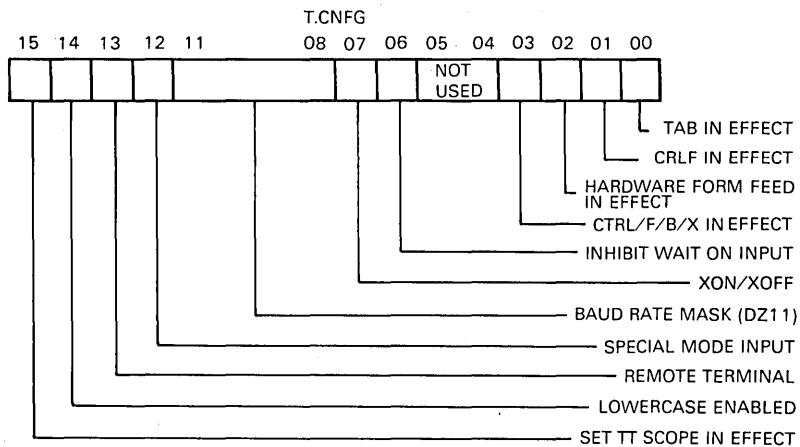 T.CNFG
15 14 13 12 11 08 07 06 05 04 03 02 01 00
NOT
USED
TAB IN EFFECT
CRLF IN EFFECT
HARDWARE FORM FEED
IN EFFECT
CTRL/F/B/X IN EFFECT
INHIBIT WAIT ON INPUT
XON/XOFF
BAUD RATE MASK (DZ11)
SPECIAL MODE INPUT
REMOTE TERMINAL
LOWERCASE ENABLED
SET TT SCOPE IN EFFECT